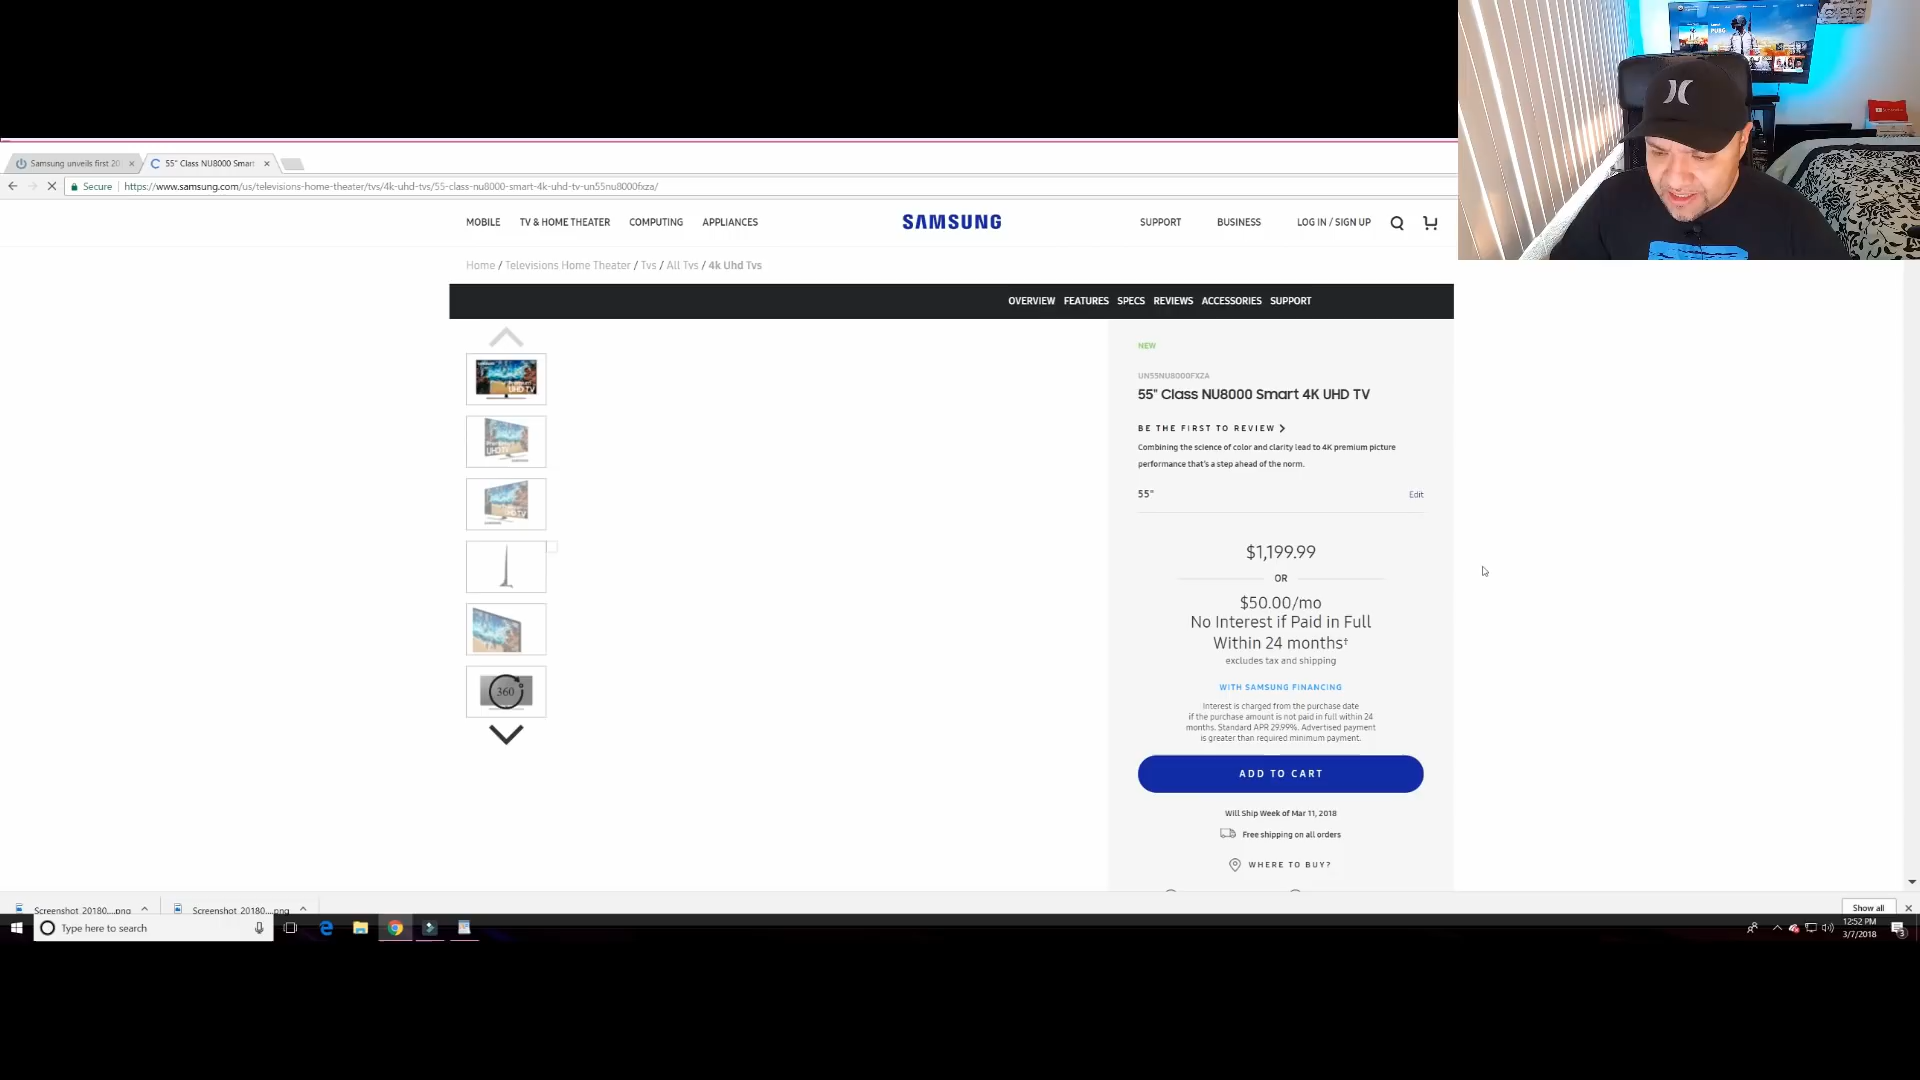 Samsung unveils first 20
55" Class NU8000 Smart
Secure
https://www.samsung.com/us/televisions-home-theater/tvs/4k-uhd-tvs/55-class-nu8000-smart-4k-uhd-tv-un55nu8000fxza/
MOBILE TV & HOME THEATER COMPUTING APPLIANCES SAMSUNG SUPPORT BUSINESS LOG IN / SIGN UP
Home / Televisions Home Theater / Tvs / All Tvs / 4k Uhd Tvs
OVERVIEW FEATURES SPECS REVIEWS ACCESSORIES SUPPORT
NEW
UN55NU8000FXZA
55" Class NU8000 Smart 4K UHD TV
BE THE FIRST TO REVIEW
Combining the science of color and clarity lead to 4K premium picture
performance that's a step ahead of the norm.
55" Edit
$1,199.99
OR
$50.00/mo
No Interest if Paid in Full
Within 24 months†
excludes tax and shipping
WITH SAMSUNG FINANCING
Interest is charged from the purchase date
if the purchase amount is not paid in full within 24
months. Standard APR 29.99%. Advertised payment
is greater than required minimum payment.
360
ADD TO CART
Will Ship Week of Mar 11, 2018
Free shipping on all orders
WHERE TO BUY?
Screenshot_20180....png
Screenshot_20180....png
Show all
Type here to search
12:52 PM
3/7/2018
3
PUBG